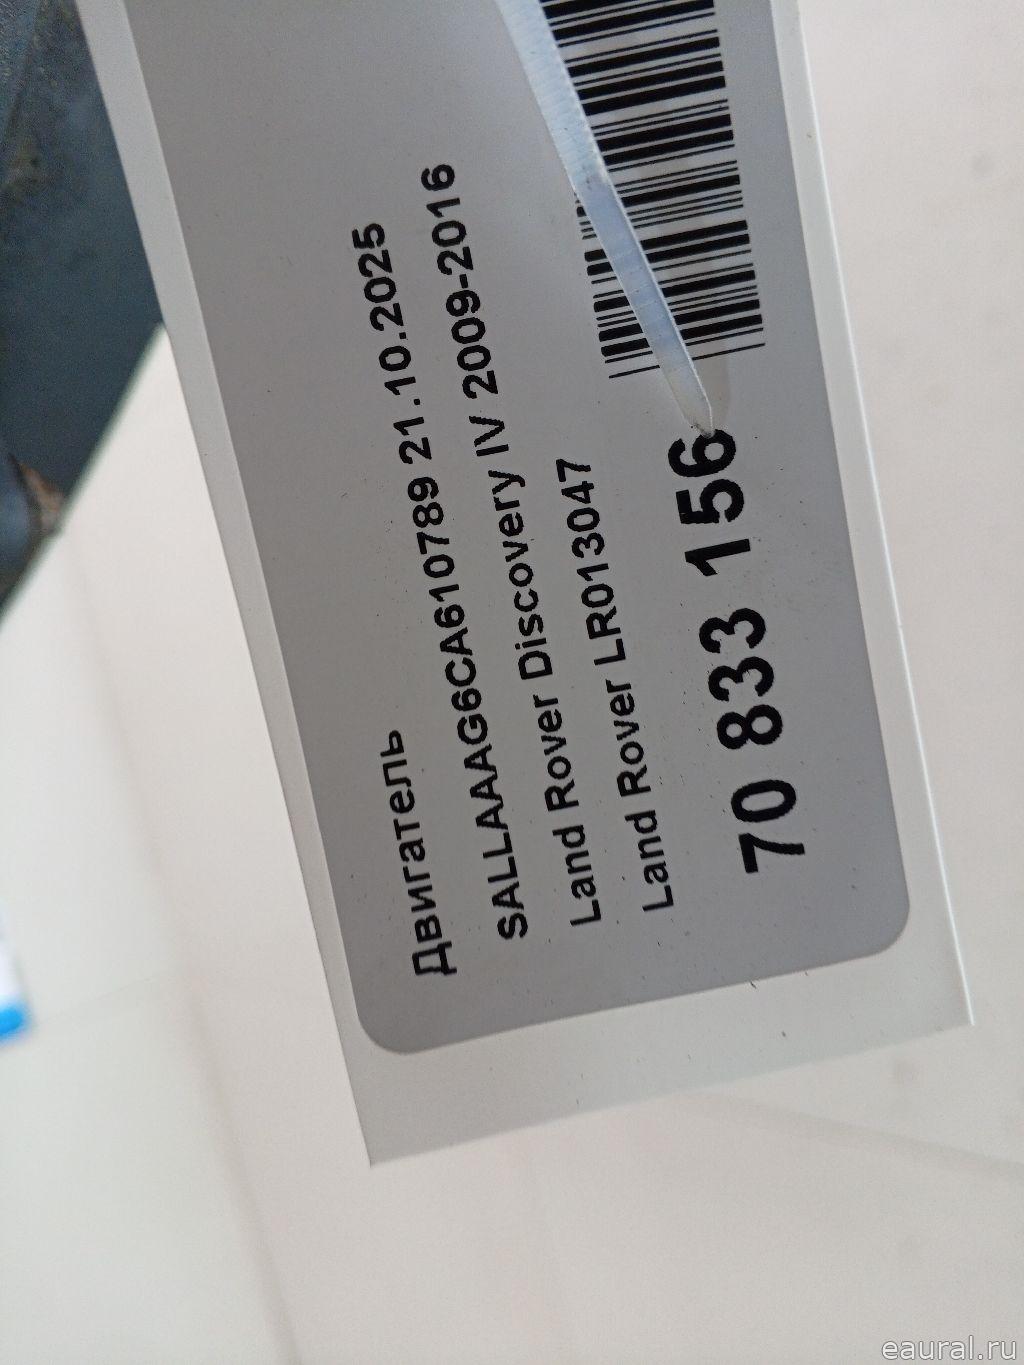 Двигатель
SALLAAAG6CA610789 21.10.2025
Land Rover Discovery IV 2009-2016
Land Rover LR013047
70 833 156
eaural.ru